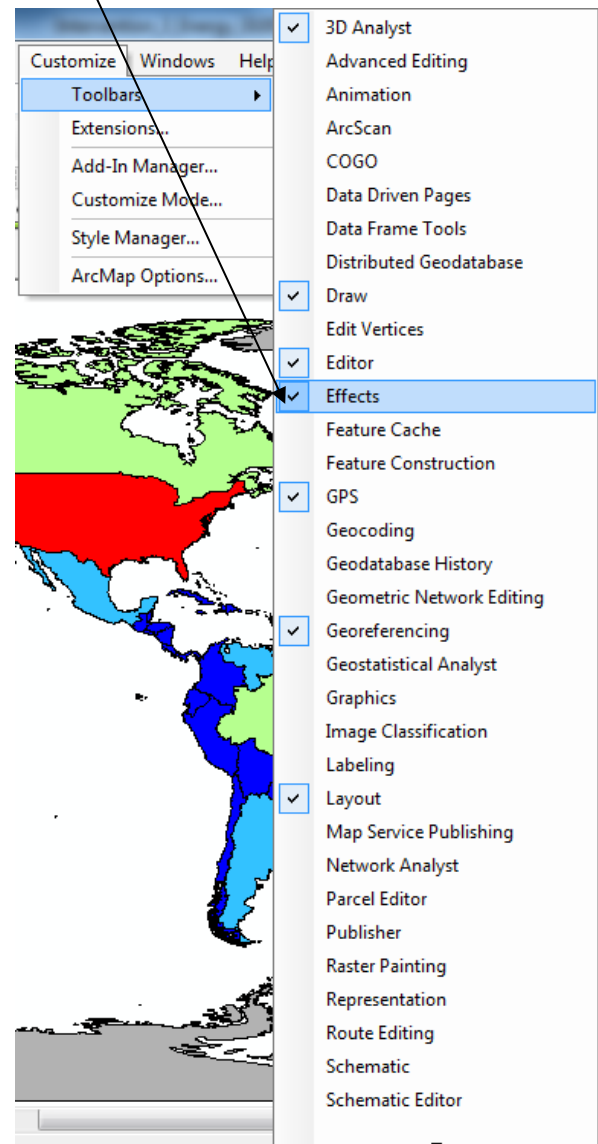 Customize Windows Help
Toolbars
Extensions...
Add-In Manager...
Customize Mode...
Style Manager...
ArcMap Options...
3D Analyst
Advanced Editing
Animation
ArcScan
COGO
Data Driven Pages
Data Frame Tools
Distributed Geodatabase
Draw
Edit Vertices
Editor
Effects
Feature Cache
Feature Construction
GPS
Geocoding
Geodatabase History
Geometric Network Editing
Georeferencing
Geostatistical Analyst
Graphics
Image Classification
Labeling
Layout
Map Service Publishing
Network Analyst
Parcel Editor
Publisher
Raster Painting
Representation
Route Editing
Schematic
Schematic Editor